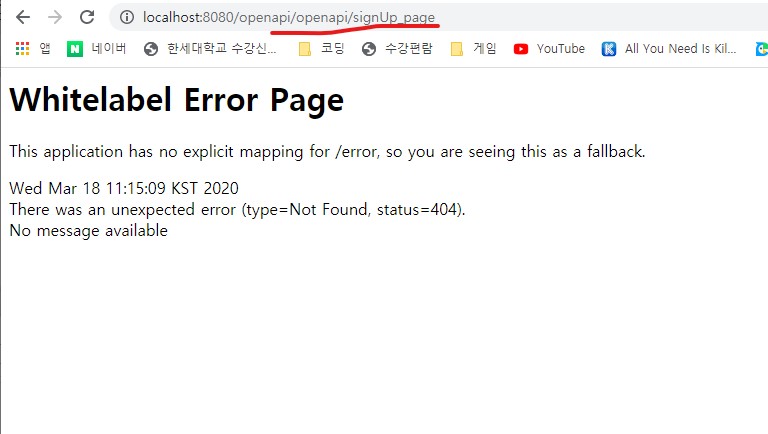 localhost:8080/openapi/openapi/signUp_page
앱 N 네이버 한세대학교 수강신... 코딩 수강편람 게임 YouTube K All You Need Is Kil...
Whitelabel Error Page
This application has no explicit mapping for /error, so you are seeing this as a fallback.
Wed Mar 18 11:15:09 KST 2020
There was an unexpected error (type=Not Found, status=404).
No message available